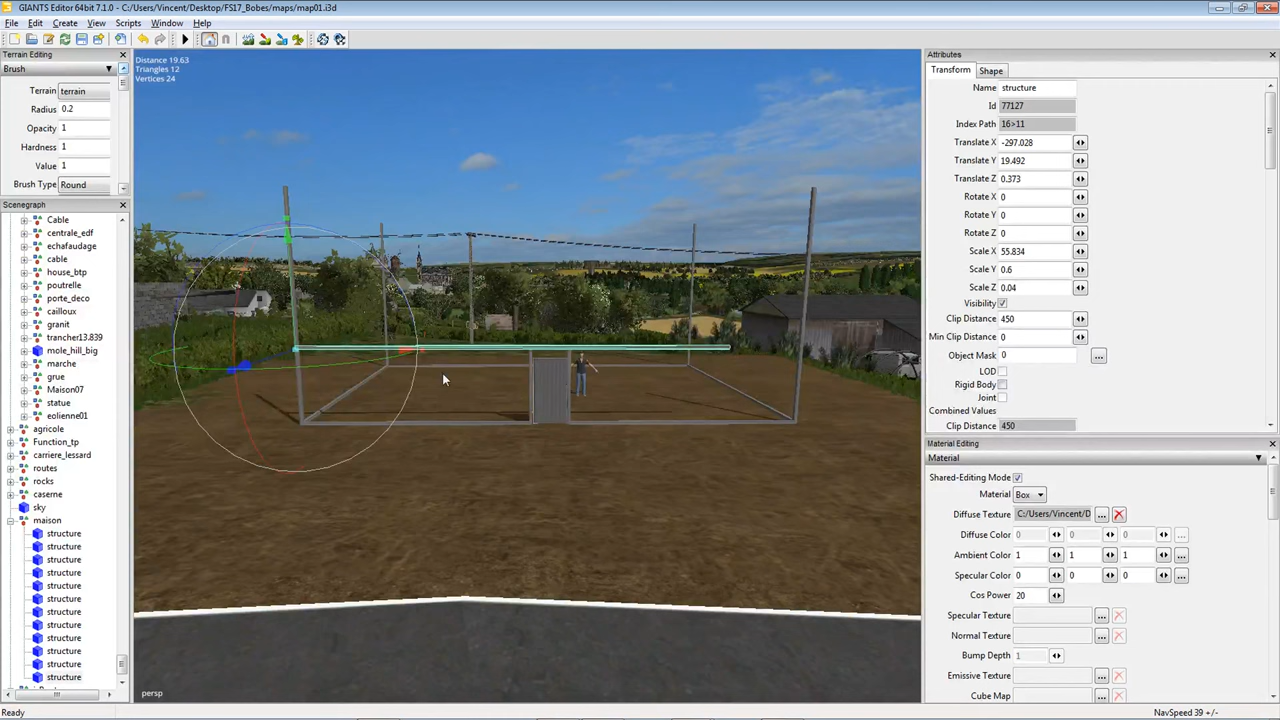 GIANTS Editor 64bit 7.1.0 - C:/Users/Vincent/Desktop/FS17_Bobes/maps/map01.i3d
File Edit Create View Scripts Window Help
Terrain Editing
Brush
Terrain terrain
Radius 0.2
Opacity 1
Hardness 1
Value 1
Brush Type Round
Scenegraph
Cable
centrale_edf
echafaudage
cable
house_btp
poutrelle
porte_deco
cailloux
granit
trancher13.839
mole_hill_big
marche
grue
Maison07
statue
eolienne01
agricole
Function_tp
carriere_lessard
routes
rocks
caserne
sky
maison
structure
structure
structure
structure
structure
structure
structure
structure
structure
structure
structure
structure
Distance 19.63
Triangles 12
Vertices 24
persp
Attributes
Transform Shape
Name structure
Id 77127
Index Path 16>11
Translate X -297.028
Translate Y 19.492
Translate Z 0.373
Rotate X 0
Rotate Y 0
Rotate Z 0
Scale X 55.834
Scale Y 0.6
Scale Z 0.04
Visibility
Clip Distance 450
Min Clip Distance 0
Object Mask 0 ...
LOD
Rigid Body
Joint
Combined Values
Clip Distance 450
Material Editing
Material
Shared-Editing Mode
Material Box
Diffuse Texture C:/Users/Vincent/D ...
Diffuse Color 0 0 0 ...
Ambient Color 1 1 1 ...
Specular Color 0 0 0 ...
Cos Power 20
Specular Texture ...
Normal Texture ...
Bump Depth 1
Emissive Texture ...
Cube Map ...
Ready
NavSpeed 39 +/-